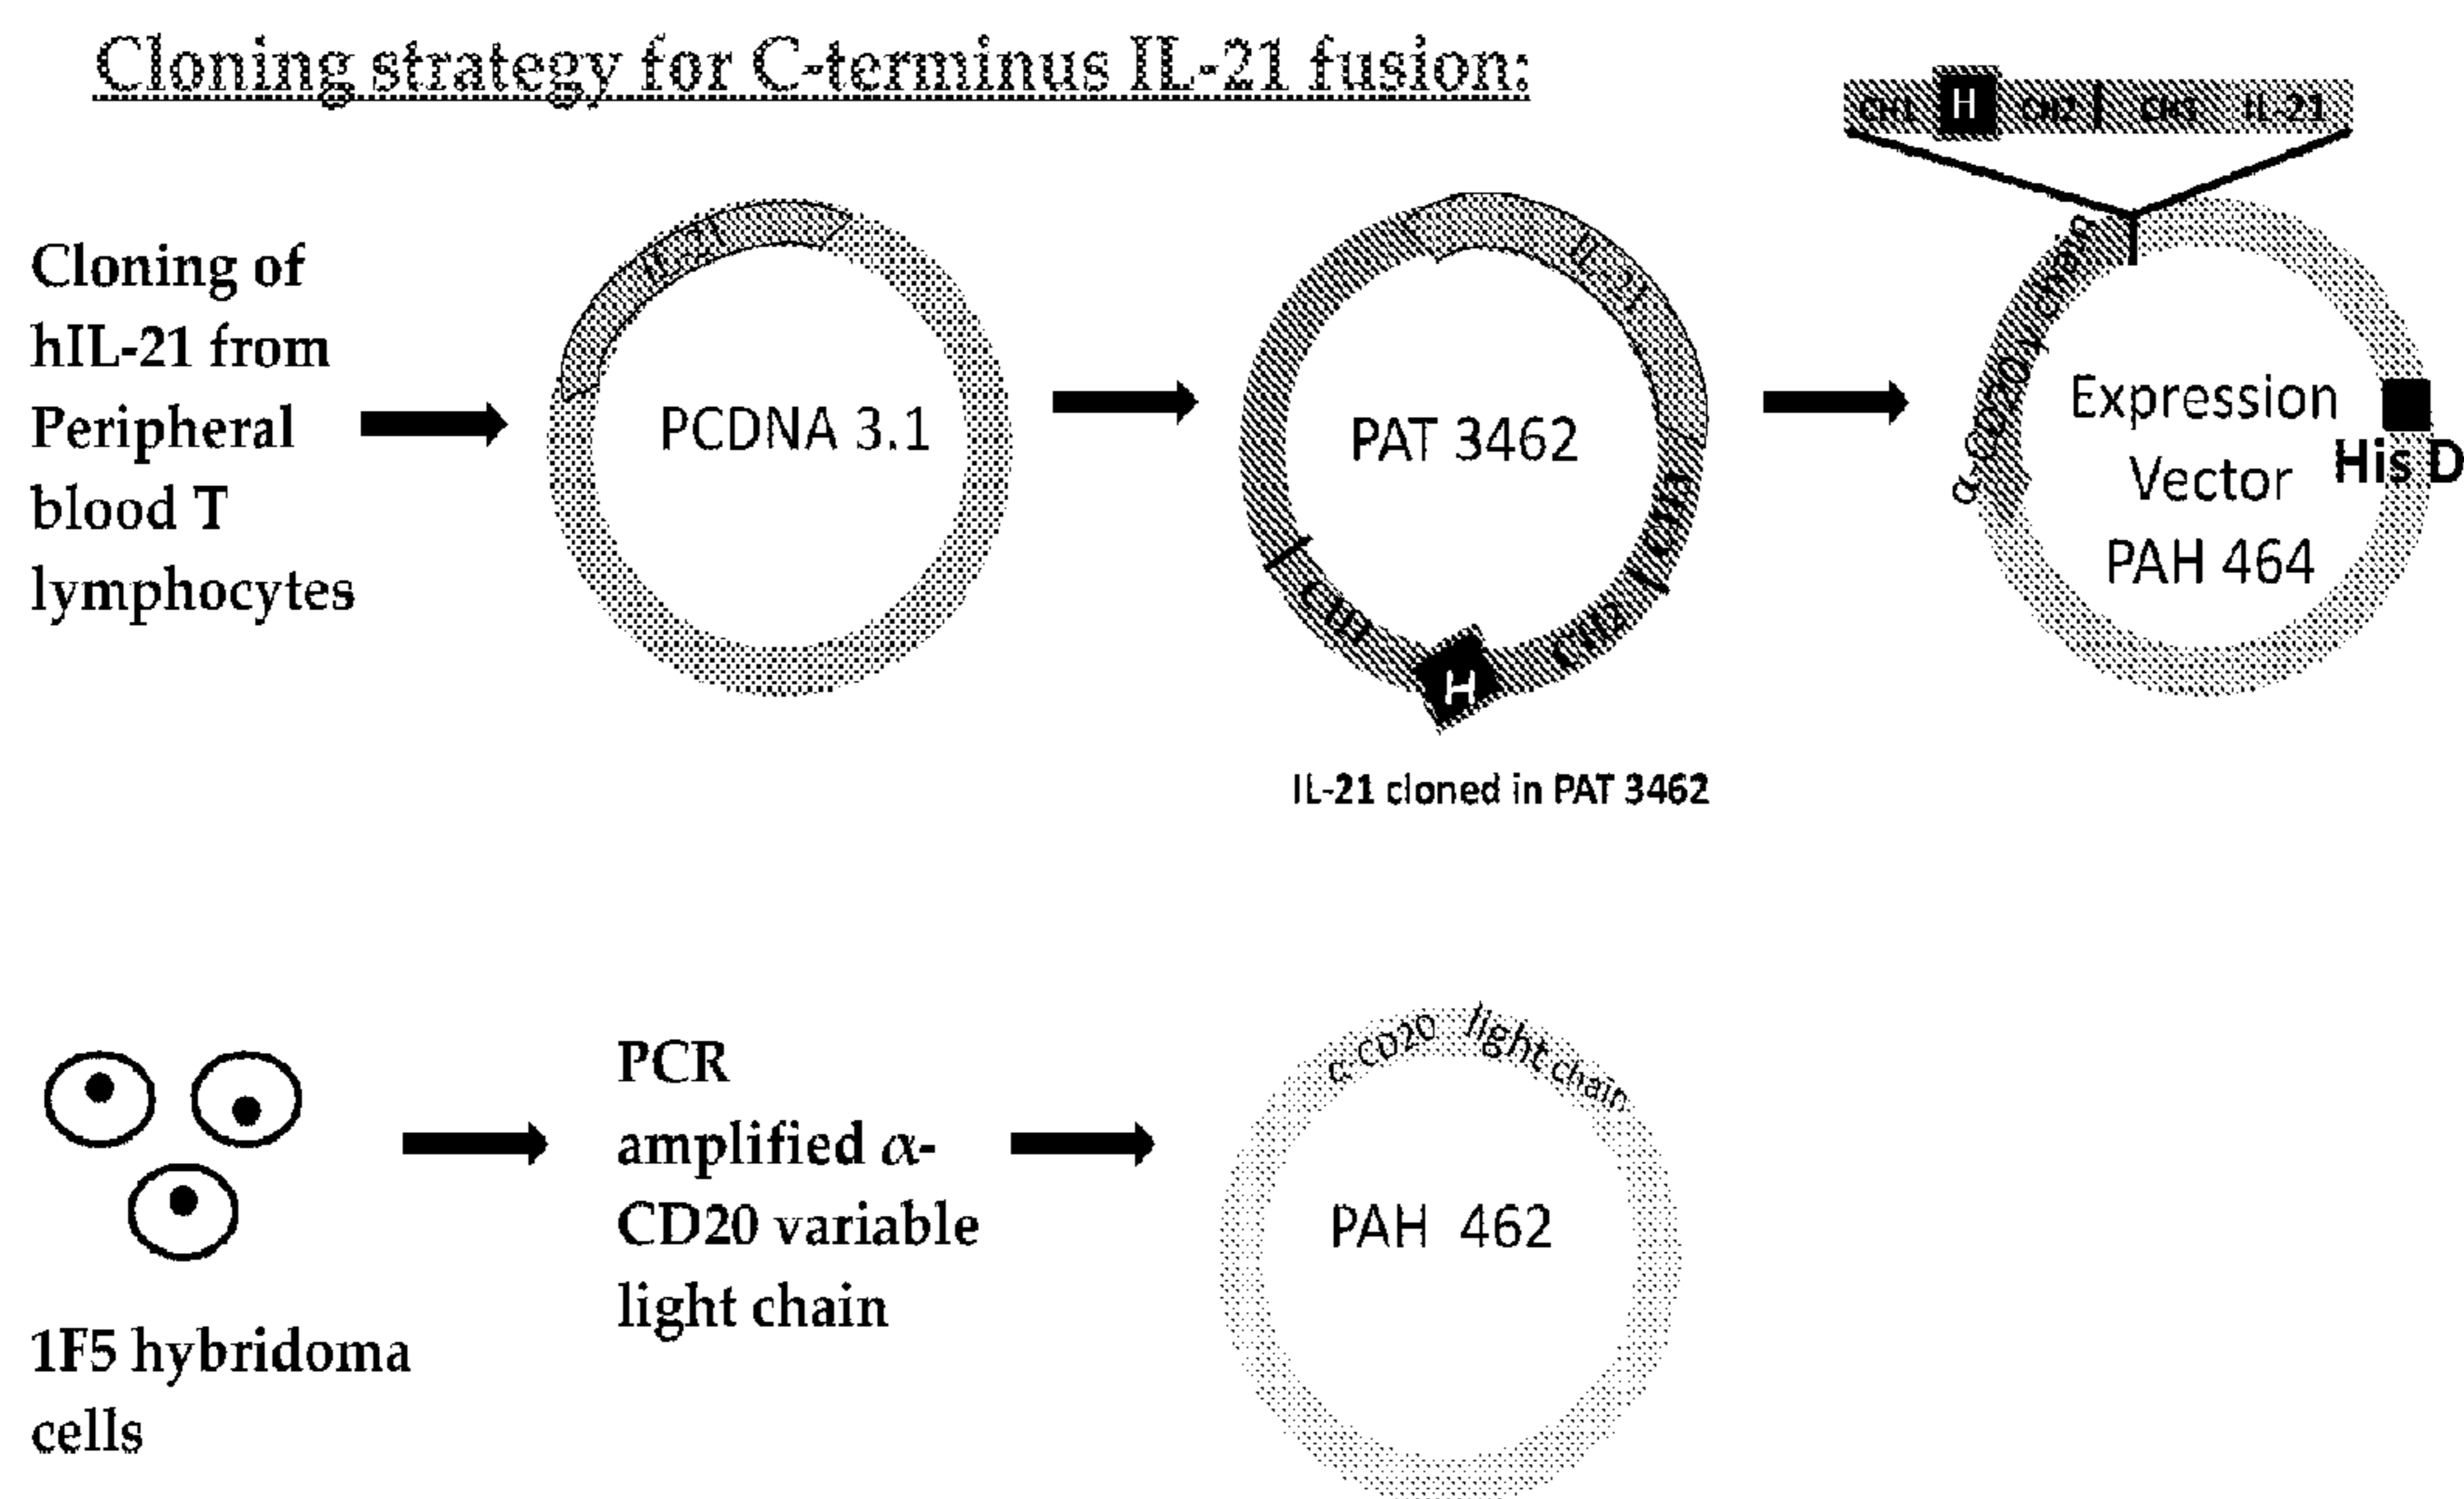 Cloning strategy for C-terminus IL-21 fusion:
CH1 H CH2 CH3 IL-21
Cloning of
hIL-21 from
Peripheral
blood T
lymphocytes
IL-21
PCDNA 3.1
IL-21
PAT 3462
CH1
H
CH2
CH3
IL-21 cloned in PAT 3462
α-CD20 γ chain
Expression
Vector
PAH 464
His D
1F5 hybridoma
cells
PCR
amplified α-
CD20 variable
light chain
α CD20 light chain
PAH 462